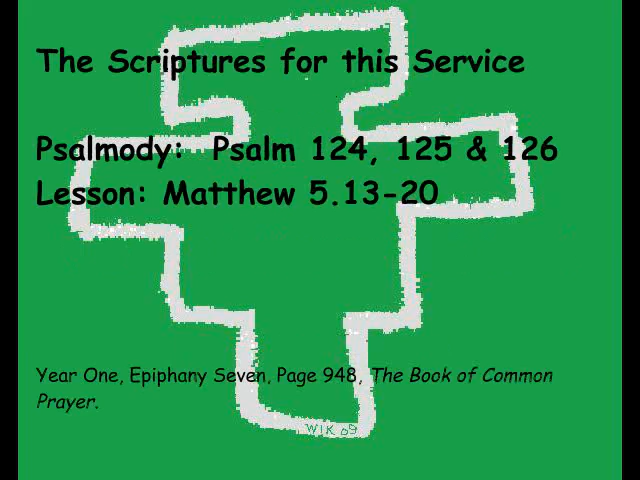 The Scriptures for this Service
Psalmody:  Psalm 124, 125 & 126
Lesson: Matthew 5.13-20
Year One, Epiphany Seven, Page 948, The Book of Common
Prayer.
WIK 09